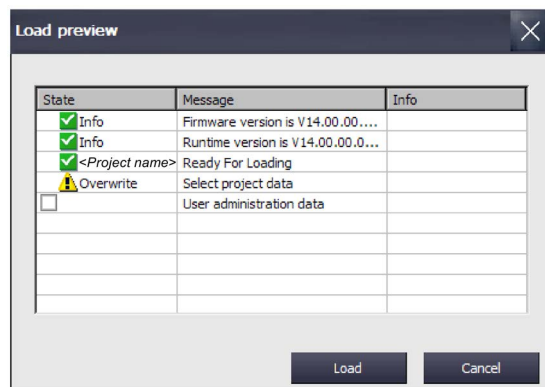 Load preview
State Message Info
Info Firmware version is V14.00.00....
Info Runtime version is V14.00.00.0...
<Project name> Ready For Loading
Overwrite Select project data
User administration data
Load Cancel